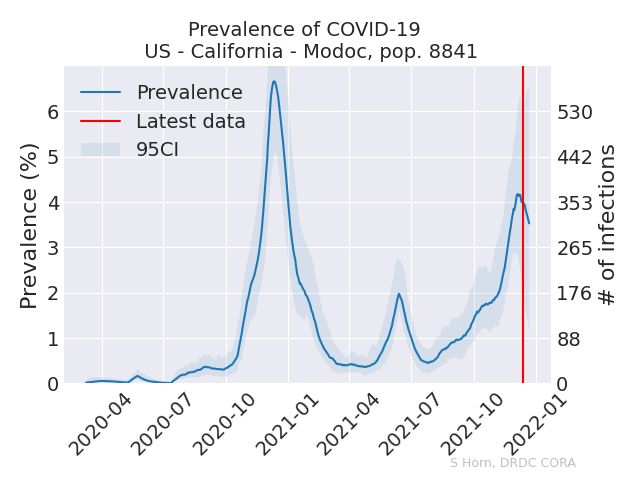 Prevalence of COVID-19
US - California - Modoc, pop. 8841
Prevalence
Latest data
95CI
Prevalence (%)
6
5
4
3
2
1
0
530
442
353
265
176
88
0
# of infections
2020-04
2020-07
2020-10
2021-01
2021-04
2021-07
2021-10
2022-01
S Horn, DRDC CORA